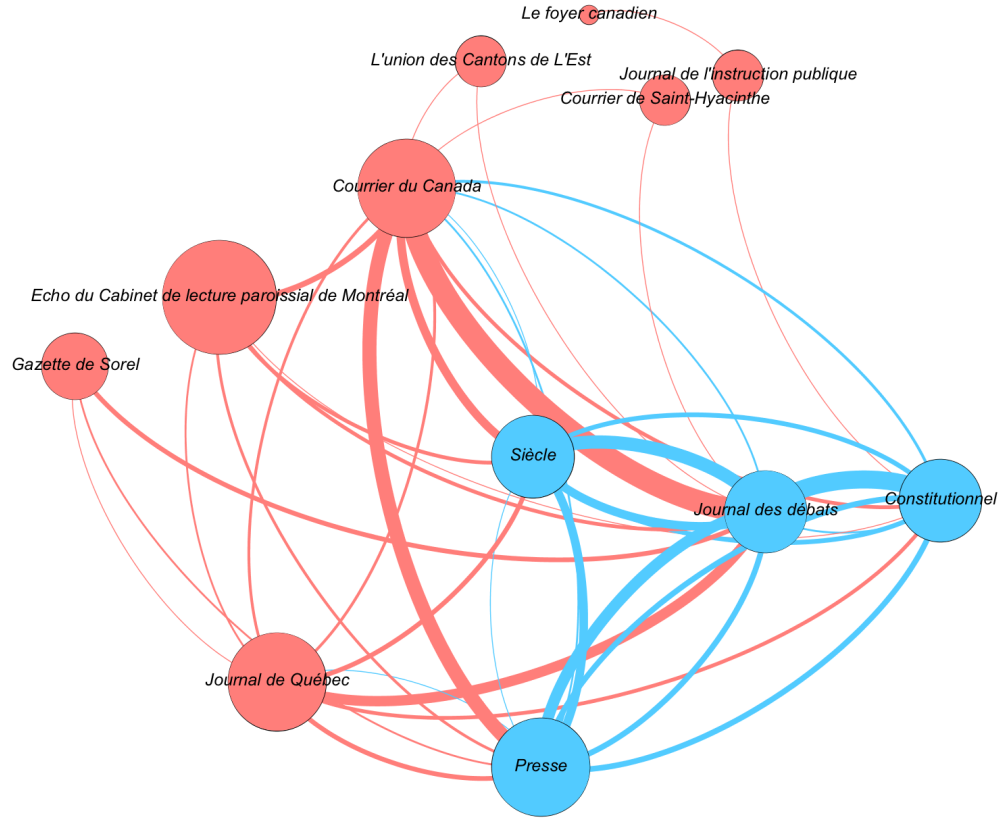 Le foyer canadien
L'union des Cantons de L'Est
Journal de l'Instruction publique
Courrier de Saint-Hyacinthe
Courrier du Canada
Echo du Cabinet de lecture paroissial de Montréal
Gazette de Sorel
Siècle
Journal des débats
Constitutionnel
Journal de Québec
Presse